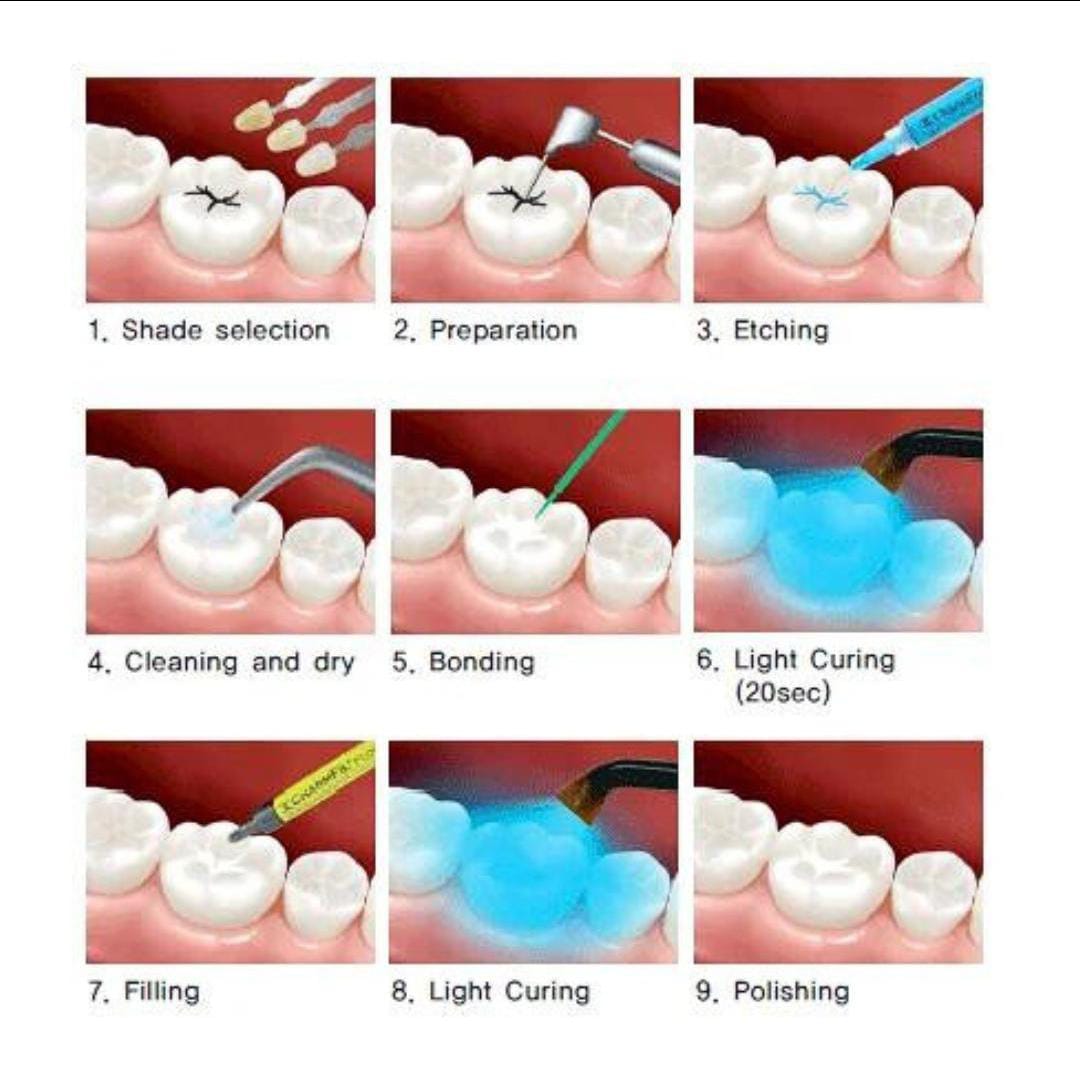 1. Shade selection
2. Preparation
3. Etching
4. Cleaning and dry
5. Bonding
6. Light Curing
(20sec)
7. Filling
8. Light Curing
9. Polishing